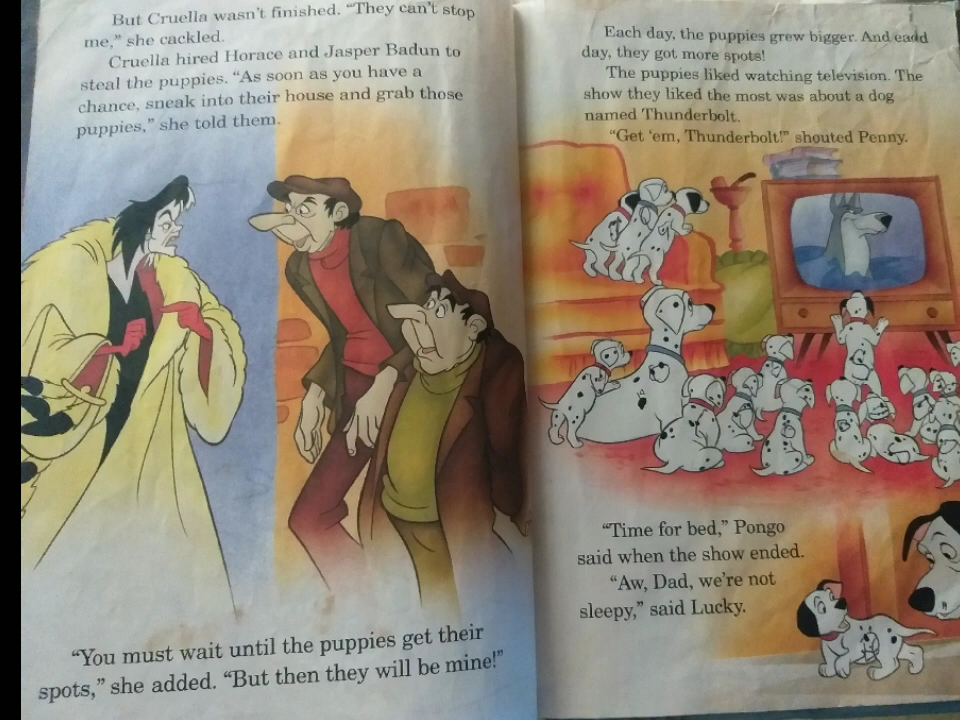 But Cruella wasn't finished. "They can't stop
me," she cackled.
Cruella hired Horace and Jasper Badun to
steal the puppies. "As soon as you have a
chance, sneak into their house and grab those
puppies," she told them.
"You must wait until the puppies get their
spots," she added. "But then they will be mine!"
Each day, the puppies grew bigger. And each
day, they got more spots!
The puppies liked watching television. The
show they liked the most was about a dog
named Thunderbolt.
"Get 'em, Thunderbolt!" shouted Penny.
"Time for bed," Pongo
said when the show ended.
"Aw, Dad, we're not
sleepy," said Lucky.